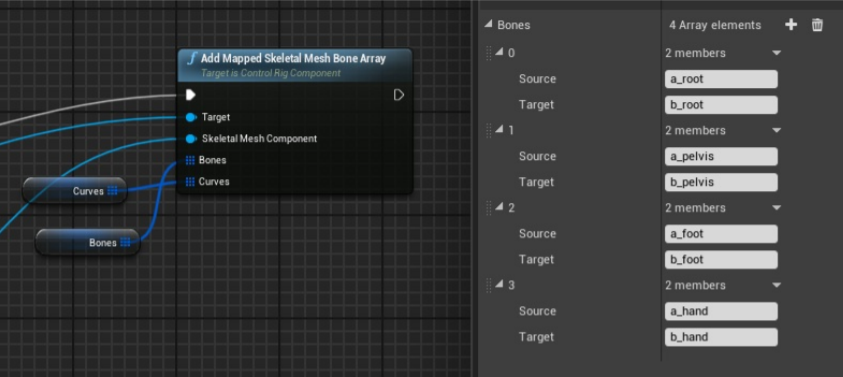 Add Mapped Skeletal Mesh Bone Array
Target is Control Rig Component
Target
Skeletal Mesh Component
Bones
Curves
Curves
Bones
Bones 4 Array elements
0 2 members
Source a_root
Target b_root
1 2 members
Source a_pelvis
Target b_pelvis
2 2 members
Source a_foot
Target b_foot
3 2 members
Source a_hand
Target b_hand